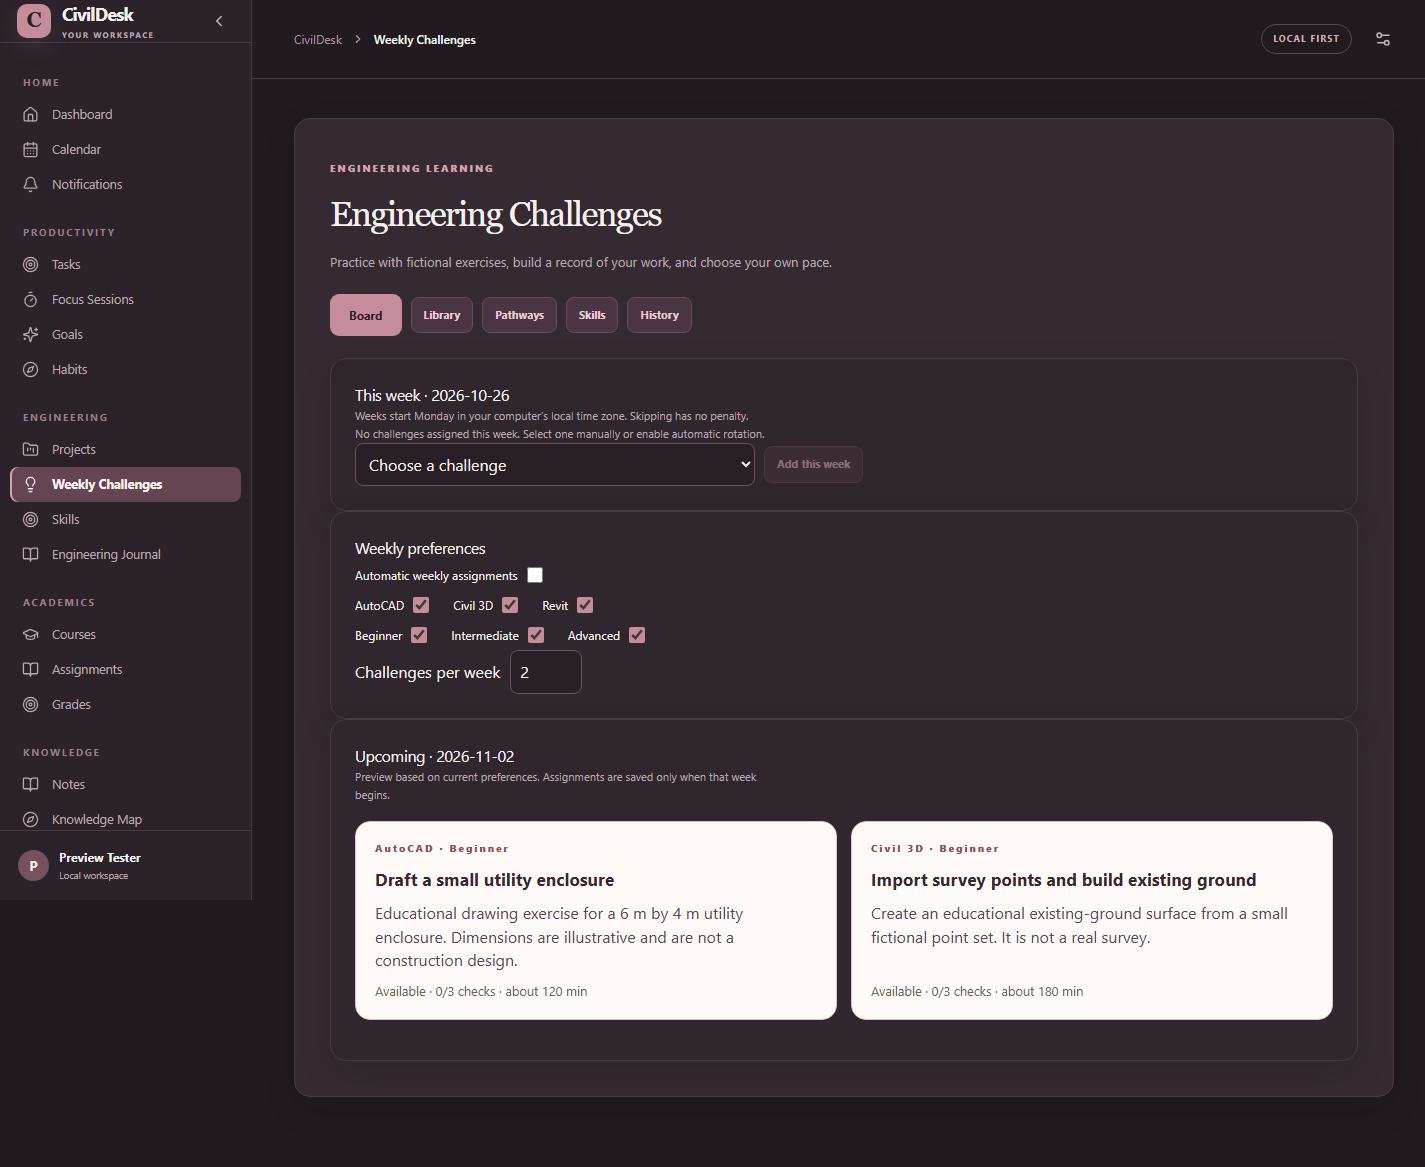 C
CivilDesk
YOUR WORKSPACE
HOME
Dashboard
Calendar
Notifications
PRODUCTIVITY
Tasks
Focus Sessions
Goals
Habits
ENGINEERING
Projects
Weekly Challenges
Skills
Engineering Journal
ACADEMICS
Courses
Assignments
Grades
KNOWLEDGE
Notes
Knowledge Map
P
Preview Tester
Local workspace
CivilDesk
Weekly Challenges
LOCAL FIRST
ENGINEERING LEARNING
Engineering Challenges
Practice with fictional exercises, build a record of your work, and choose your own pace.
Board
Library
Pathways
Skills
History
This week · 2026-10-26
Weeks start Monday in your computer's local time zone. Skipping has no penalty.
No challenges assigned this week. Select one manually or enable automatic rotation.
Choose a challenge
Add this week
Weekly preferences
Automatic weekly assignments
AutoCAD Civil 3D Revit
Beginner Intermediate Advanced
Challenges per week 2
Upcoming · 2026-11-02
Preview based on current preferences. Assignments are saved only when that week
begins.
AutoCAD · Beginner
Draft a small utility enclosure
Educational drawing exercise for a 6 m by 4 m utility
enclosure. Dimensions are illustrative and are not a
construction design.
Available · 0/3 checks · about 120 min
Civil 3D · Beginner
Import survey points and build existing ground
Create an educational existing-ground surface from a small
fictional point set. It is not a real survey.
Available · 0/3 checks · about 180 min